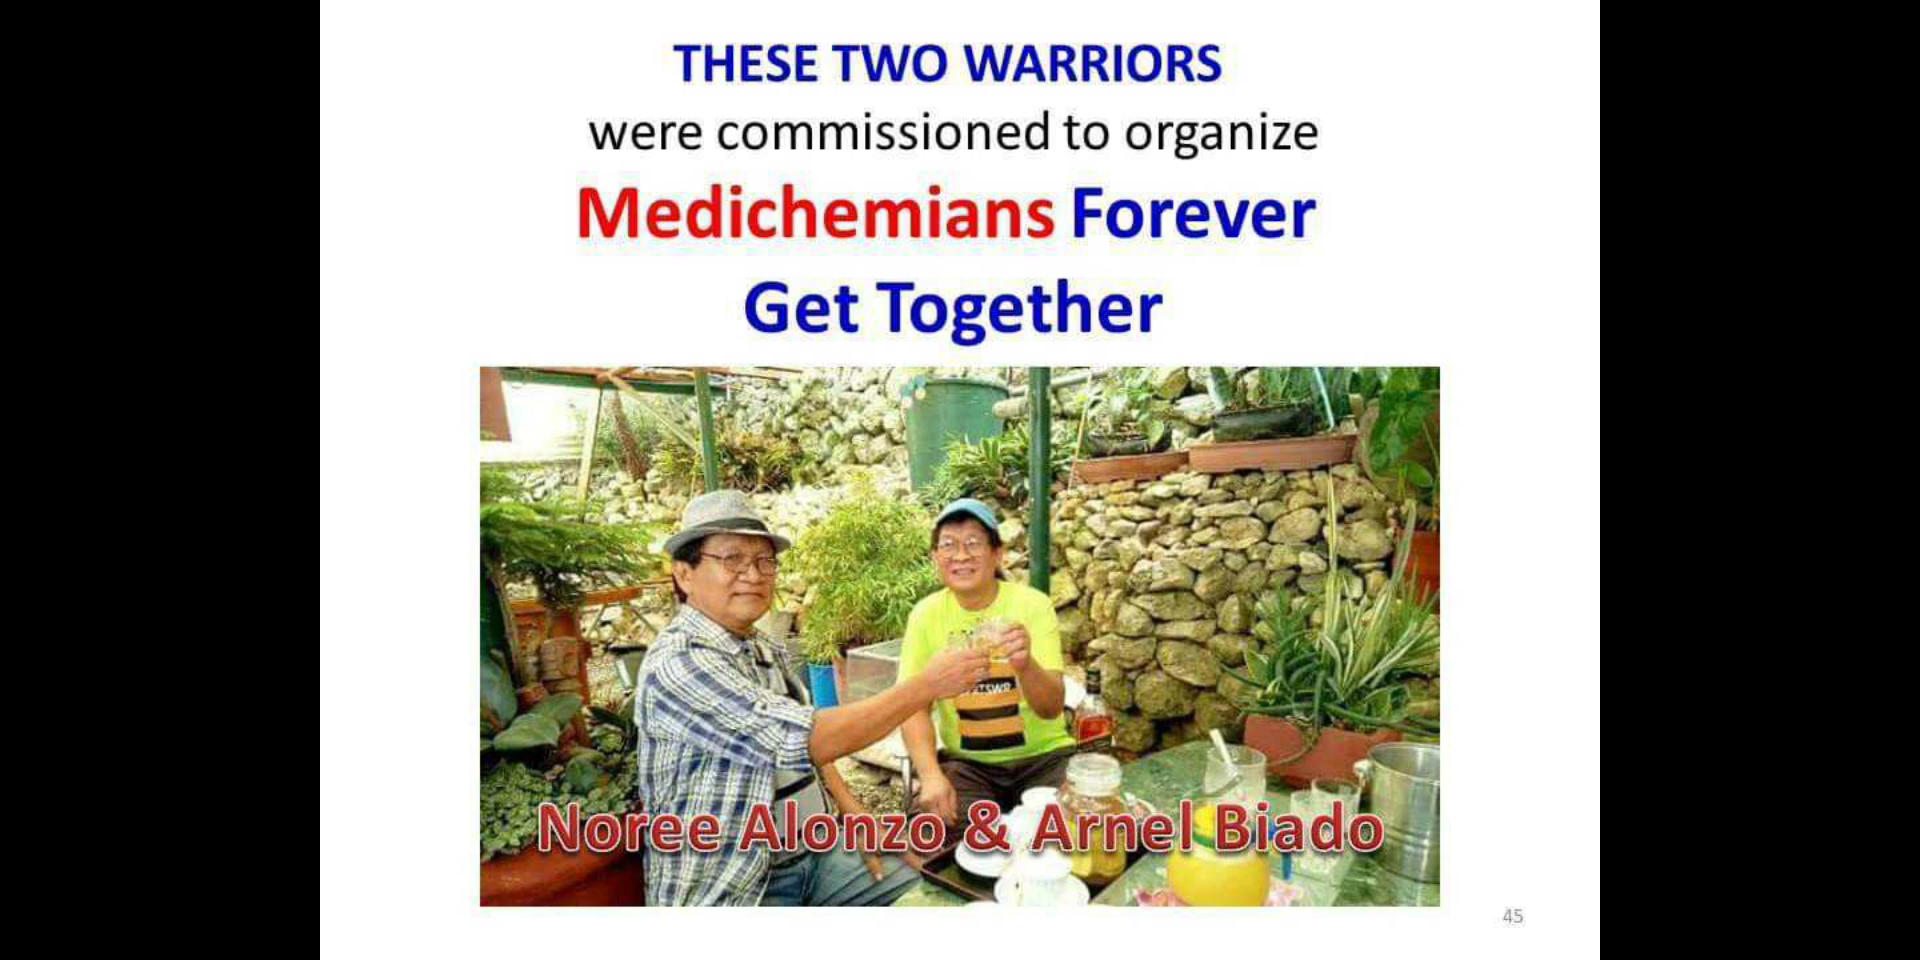 THESE TWO WARRIORS
were commissioned to organize
Medichemians Forever
Get Together
Noree Alonzo & Arnel Biado
45